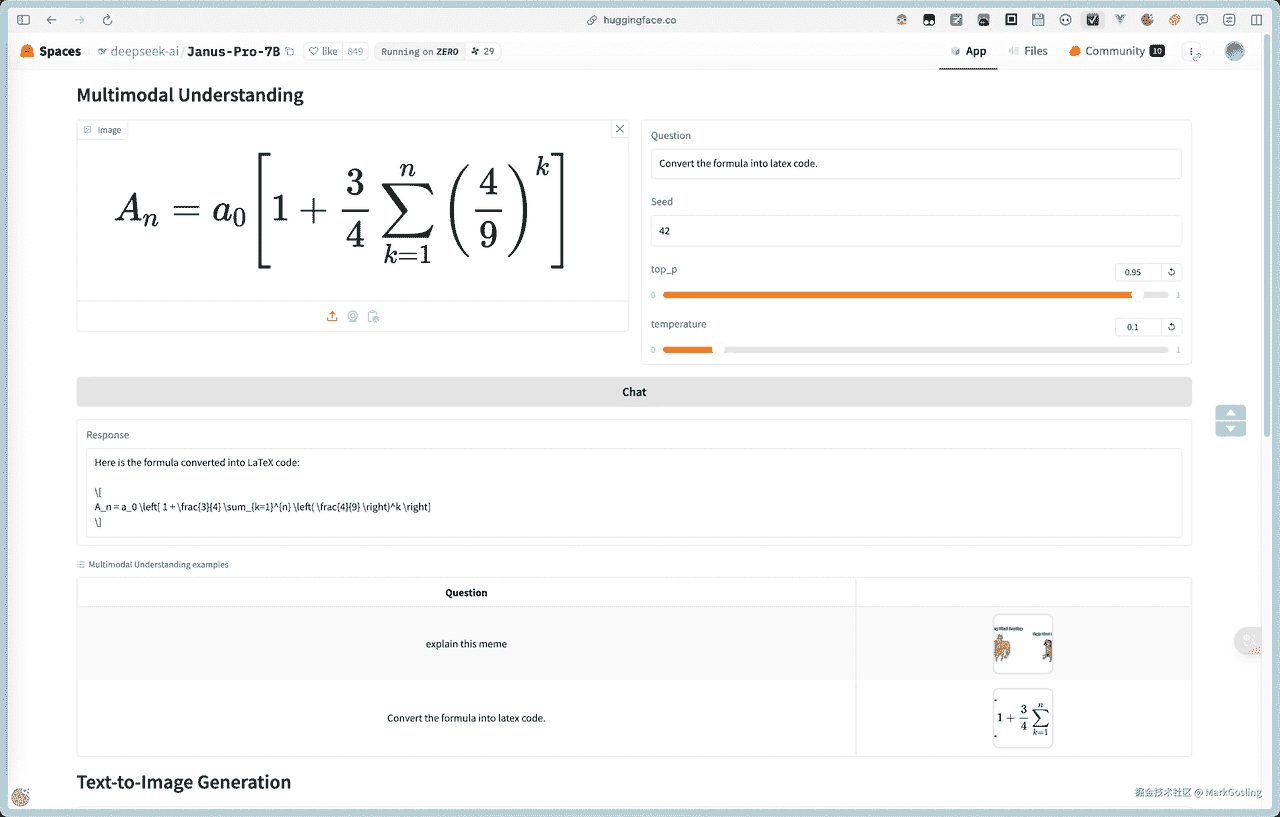 huggingface.co
Spaces deepseek-ai / Janus-Pro-7B like 849 Running on ZERO 29 App Files Community 10
Multimodal Understanding
Image
A_n = a_0 [ 1 + 3/4 ∑_{k=1}^{n} ( 4/9 )^k ]
Question
Convert the formula into latex code.
Seed
42
top_p
0.95
0 1
temperature
0.1
0 1
Chat
Response
Here is the formula converted into LaTeX code:
\[
A_n = a_0 \left[ 1 + \frac{3}{4} \sum_{k=1}^{n} \left( \frac{4}{9} \right)^k \right]
\]
Multimodal Understanding examples
Question
explain this meme
Convert the formula into latex code.
1 + 3/4 ∑_{k=1}^{n}
Text-to-Image Generation
掘金技术社区 @ MarkGosling